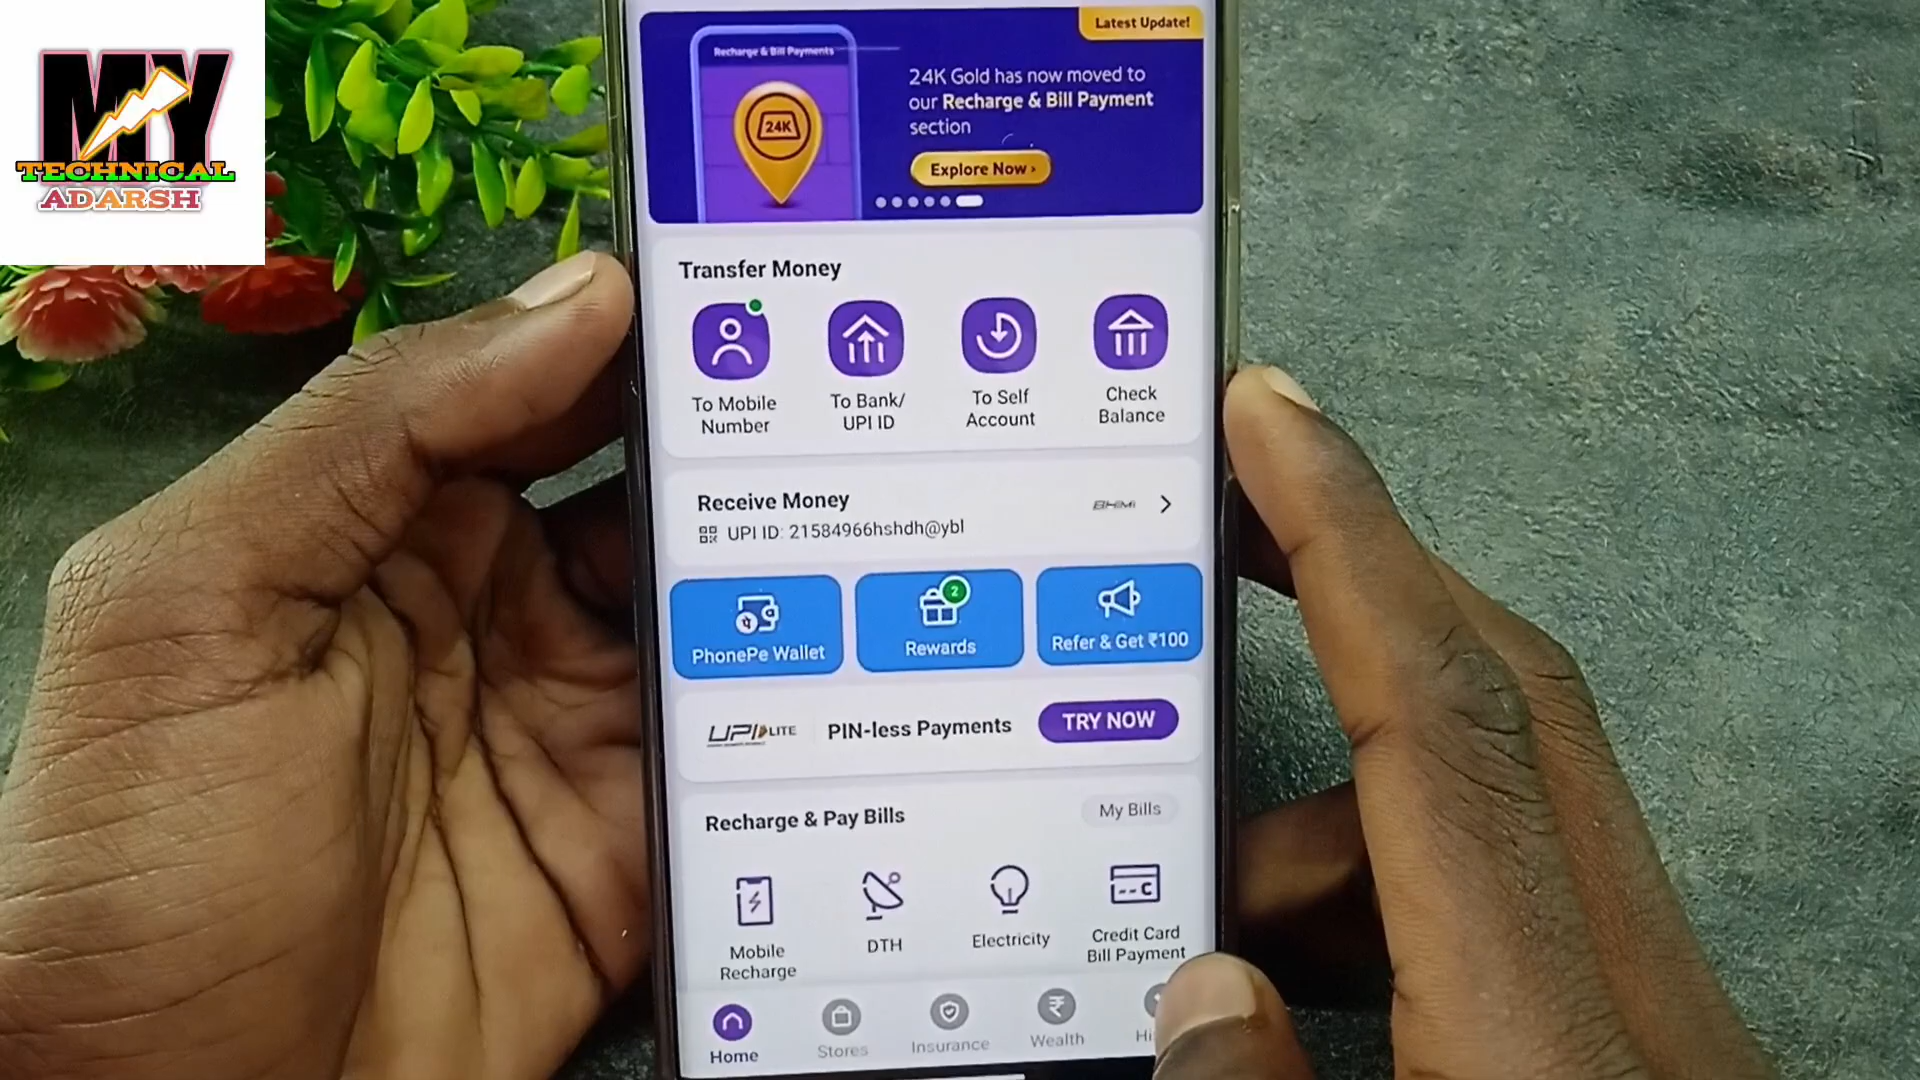 MY
TECHNICAL
ADARSH
Latest Update!
Recharge & Bill Payments
24K
24K Gold has now moved to
our Recharge & Bill Payment
section
Explore Now ›
Transfer Money
To Mobile
Number
To Bank/
UPI ID
To Self
Account
Check
Balance
Receive Money
BHIM
UPI ID: 21584966hshdh@ybl
PhonePe Wallet
2
Rewards
Refer & Get ₹100
UPI LITE
PIN-less Payments
TRY NOW
Recharge & Pay Bills
My Bills
Mobile
Recharge
DTH
Electricity
Credit Card
Bill Payment
Home
Stores
Insurance
Wealth